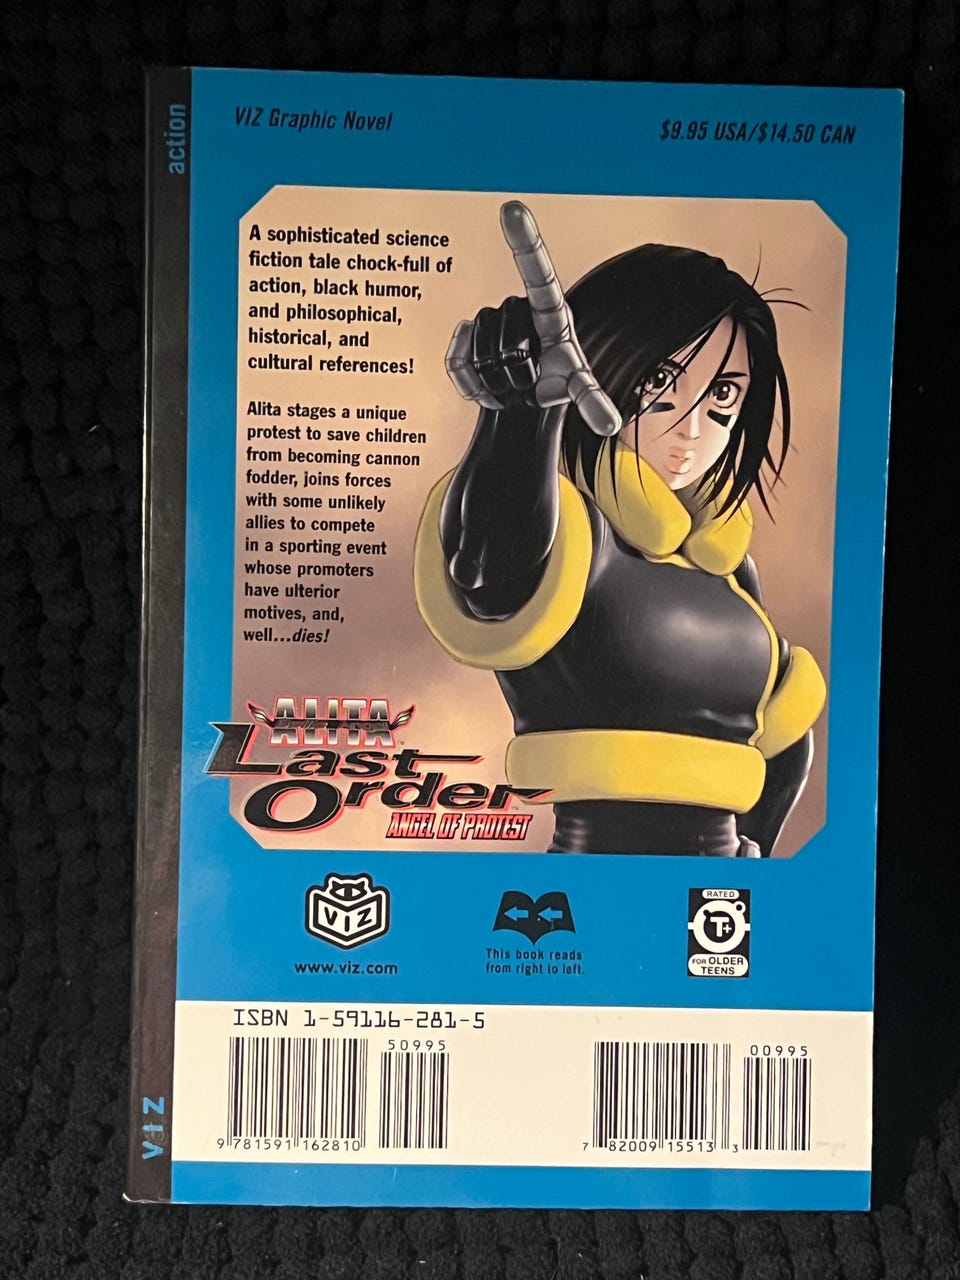 action
VIZ Graphic Novel
$9.95 USA/$14.50 CAN
A sophisticated science
fiction tale chock-full of
action, black humor,
and philosophical,
historical, and
cultural references!
Alita stages a unique
protest to save children
from becoming cannon
fodder, joins forces
with some unlikely
allies to compete
in a sporting event
whose promoters
have ulterior
motives, and,
well...dies!
ALITA
Last
Order™
ANGEL OF PROTEST
VIZ
www.viz.com
This book reads
from right to left.
RATED
T+
FOR OLDER
TEENS
ISBN 1-59116-281-5
50995
9 781591 162810
00995
7 82009 15513 3
VIZ